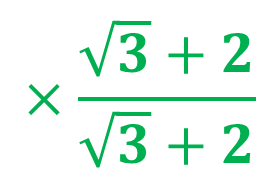 × (√3 + 2)/(√3 + 2)